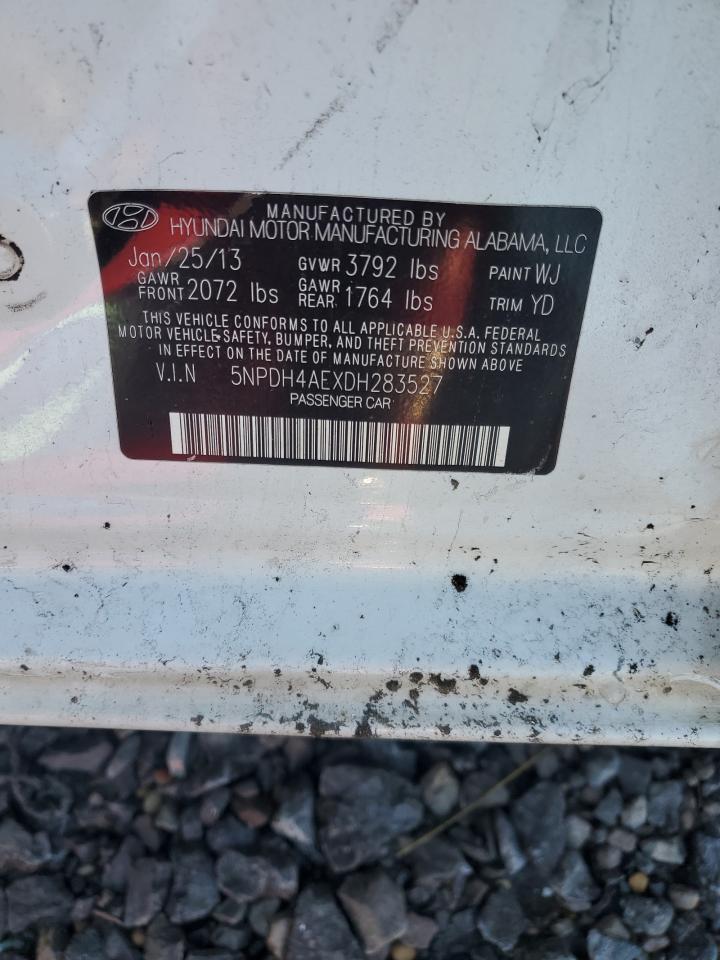 MANUFACTURED BY
HYUNDAI MOTOR MANUFACTURING ALABAMA, LLC
Jan/25/13 GVWR 3792 lbs PAINT WJ
GAWR FRONT 2072 lbs GAWR REAR 1764 lbs TRIM YD
THIS VEHICLE CONFORMS TO ALL APPLICABLE U.S.A. FEDERAL
MOTOR VEHICLE SAFETY, BUMPER, AND THEFT PREVENTION STANDARDS
IN EFFECT ON THE DATE OF MANUFACTURE SHOWN ABOVE
V.I.N 5NPDH4AEXDH283527
PASSENGER CAR